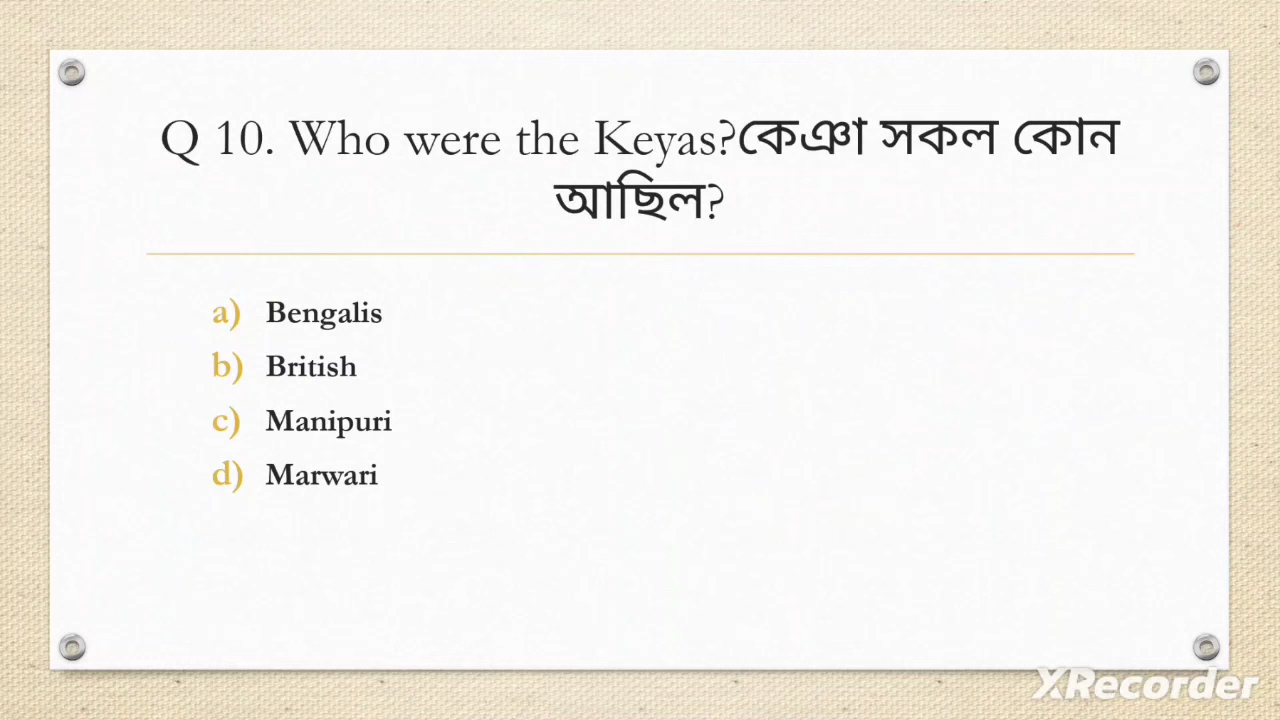 Q 10. Who were the Keyas?কেঞা সকল কোন
আছিল?
a) Bengalis
b) British
c) Manipuri
d) Marwari
XRecorder